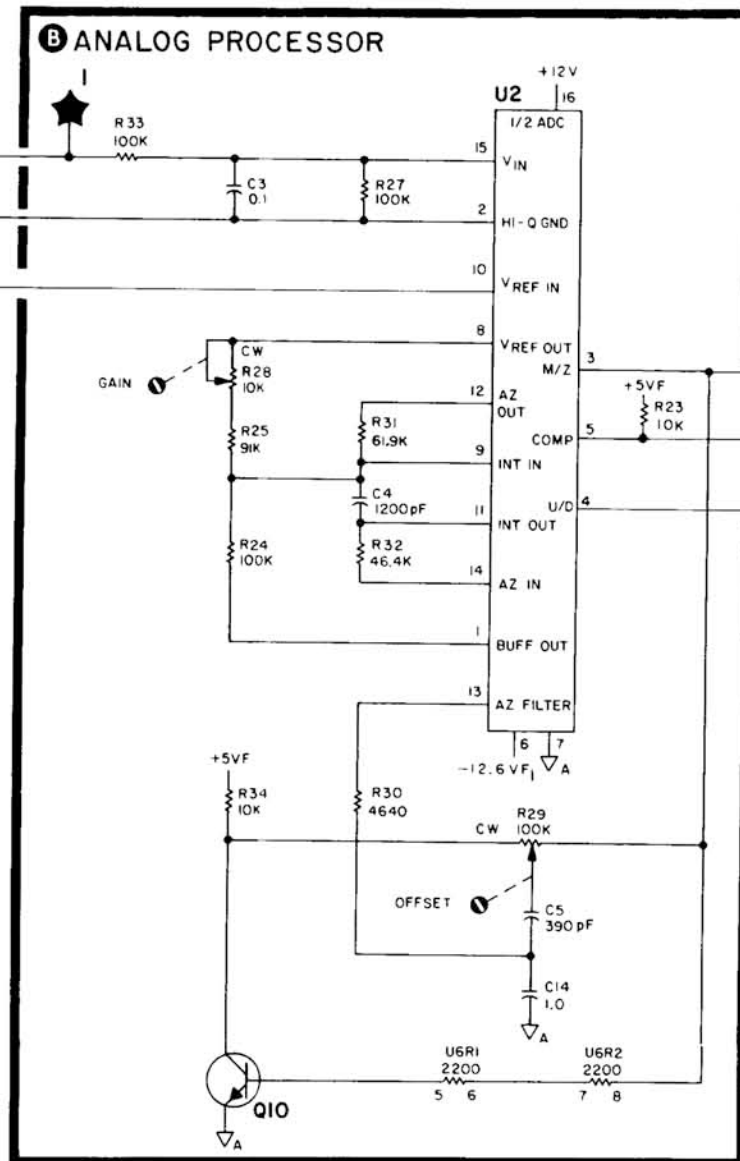 B ANALOG PROCESSOR
1
+12V
U2
16
1/2 ADC
R33
100K
15
VIN
C3
0.1
R27
100K
2
HI-Q GND
10
VREF IN
8
VREF OUT
CW
M/Z
3
GAIN
R28
10K
12
AZ OUT
+5VF
R23
10K
R31
61.9K
R25
91K
COMP
5
9
INT IN
C4
1200pF
U/D
4
11
INT OUT
R24
100K
R32
46.4K
14
AZ IN
1
BUFF OUT
13
AZ FILTER
6
7
-12.6VF1
A
+5VF
R34
10K
R30
4640
R29
100K
CW
OFFSET
C5
390pF
C14
1.0
A
U6R1
2200
5 6
U6R2
2200
7 8
Q10
A